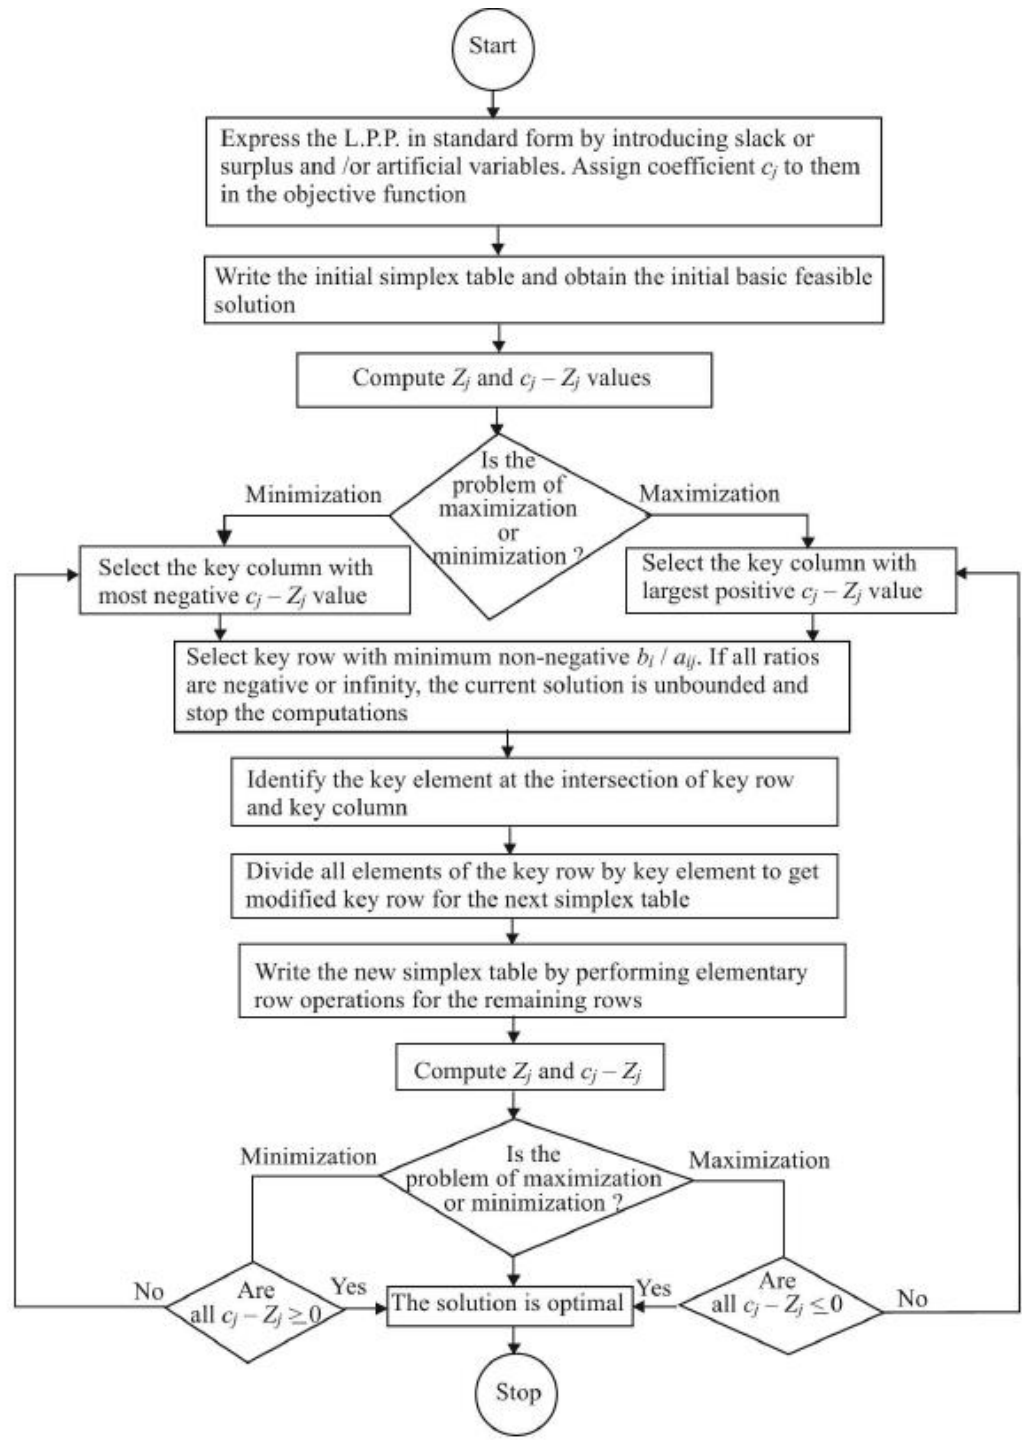 Start
Express the L.P.P. in standard form by introducing slack or
surplus and /or artificial variables. Assign coefficient cj to them
in the objective function
Write the initial simplex table and obtain the initial basic feasible
solution
Compute Zj and cj – Zj values
Is the
problem of
maximization
or
minimization ?
Minimization
Maximization
Select the key column with
most negative cj – Zj value
Select the key column with
largest positive cj – Zj value
Select key row with minimum non-negative bi / aij. If all ratios
are negative or infinity, the current solution is unbounded and
stop the computations
Identify the key element at the intersection of key row
and key column
Divide all elements of the key row by key element to get
modified key row for the next simplex table
Write the new simplex table by performing elementary
row operations for the remaining rows
Compute Zj and cj – Zj
Is the
problem of maximization
or minimization ?
Minimization
Maximization
No
Are
all cj – Zj ≥0
Yes
The solution is optimal
Yes
Are
all cj – Zj ≤0
No
Stop